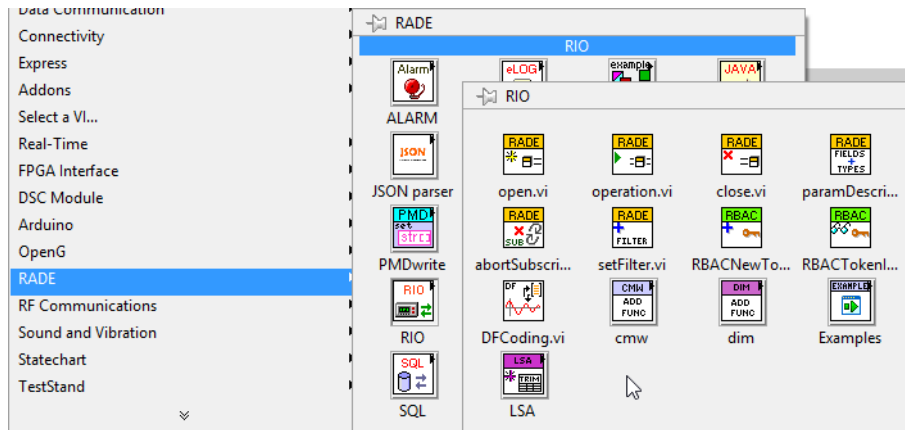 Data Communication
Connectivity
Express
Addons
Select a VI...
Real-Time
FPGA Interface
DSC Module
Arduino
OpenG
RADE
RF Communications
Sound and Vibration
Statechart
TestStand
RADE
RIO
Alarm
eLOG
example
JAVA
ALARM
JSON
JSON parser
PMD
set
str[]
PMDwrite
RIO
RIO
SQL
SQL
RIO
RADE
RADE
RADE
RADE
FIELDS
+
TYPES
open.vi
operation.vi
close.vi
paramDescri...
RADE
SUB
RADE
FILTER
RBAC
RBAC
abortSubscri...
setFilter.vi
RBACNewTo...
RBACTokenI...
DF
CMW
ADD
FUNC
DIM
ADD
FUNC
EXAMPLE
DFCoding.vi
cmw
dim
Examples
LSA
TRIM
LSA